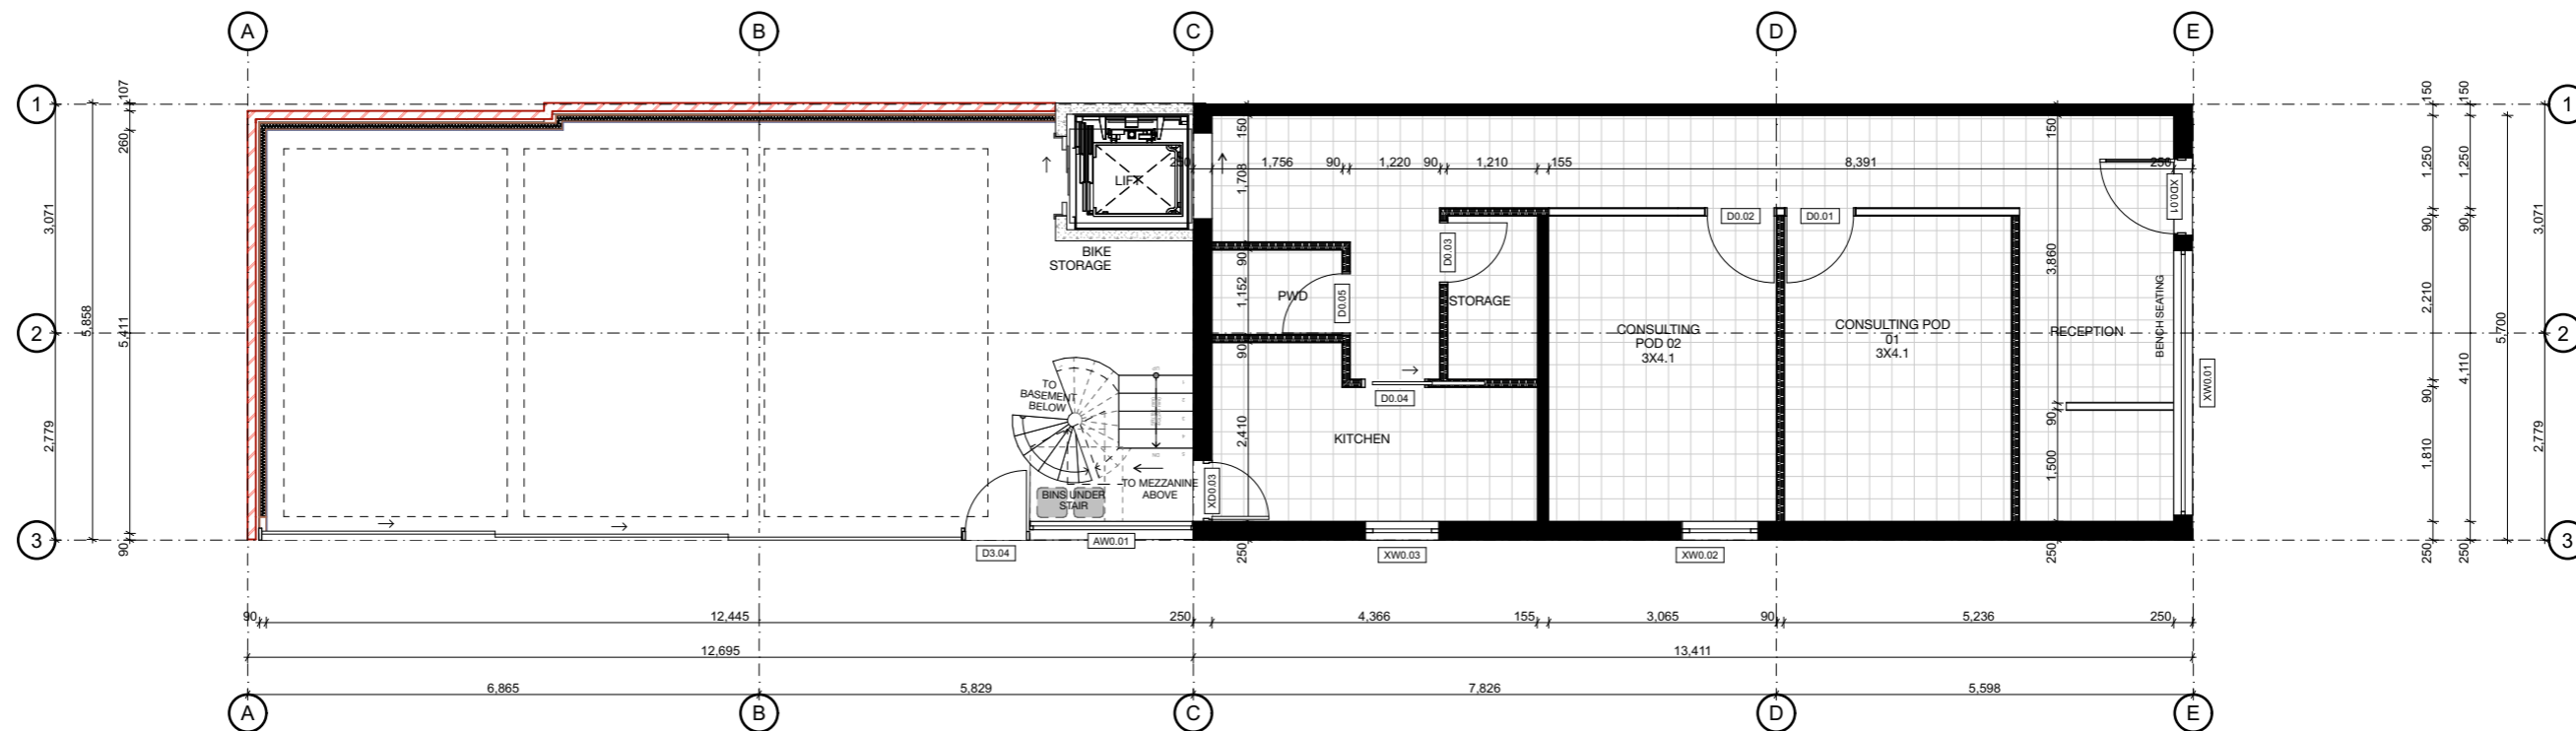 A
B
C
D
E
1
1
2
2
3
3
107
260
5,858
5,411
3,071
2,779
90
LIFT
BIKE
STORAGE
TO
BASEMENT
BELOW
BINS UNDER
STAIR
TO MEZZANINE
ABOVE
D3.04
AW0.01
XD0.03
250
1,756
90
1,220
90
1,210
155
8,391
256
150
1,708
90
1,152
90
2,410
250
PWD
D0.05
D0.03
STORAGE
D0.04
KITCHEN
XW0.03
D0.02
D0.01
CONSULTING
POD 02
3X4.1
CONSULTING POD
01
3X4.1
XW0.02
150
3,860
90
1,500
250
RECEPTION
BENCH SEATING
XD0.01
XW0.01
150
1,250
90
2,210
90
1,810
250
150
1,250
90
4,110
250
5,700
3,071
2,779
90
12,445
250
4,366
155
3,065
90
5,236
250
12,695
13,411
6,865
5,829
7,826
5,598
A
B
C
D
E